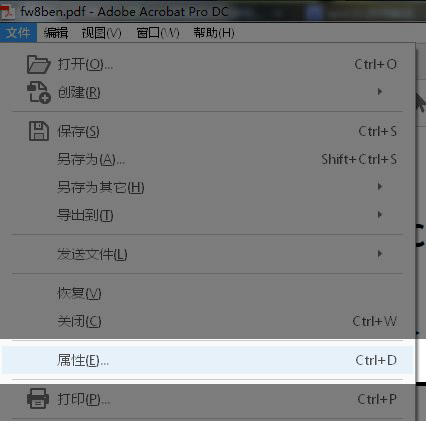 fw8ben.pdf - Adobe Acrobat Pro DC
文件 编辑 视图(V) 窗口(W) 帮助(H)
打开(O)... Ctrl+O
创建(R)
保存(S) Ctrl+S
另存为(A)... Shift+Ctrl+S
另存为其它(H)
导出到(T)
发送文件(L)
恢复(V)
关闭(C) Ctrl+W
属性(E)... Ctrl+D
打印(P)... Ctrl+P